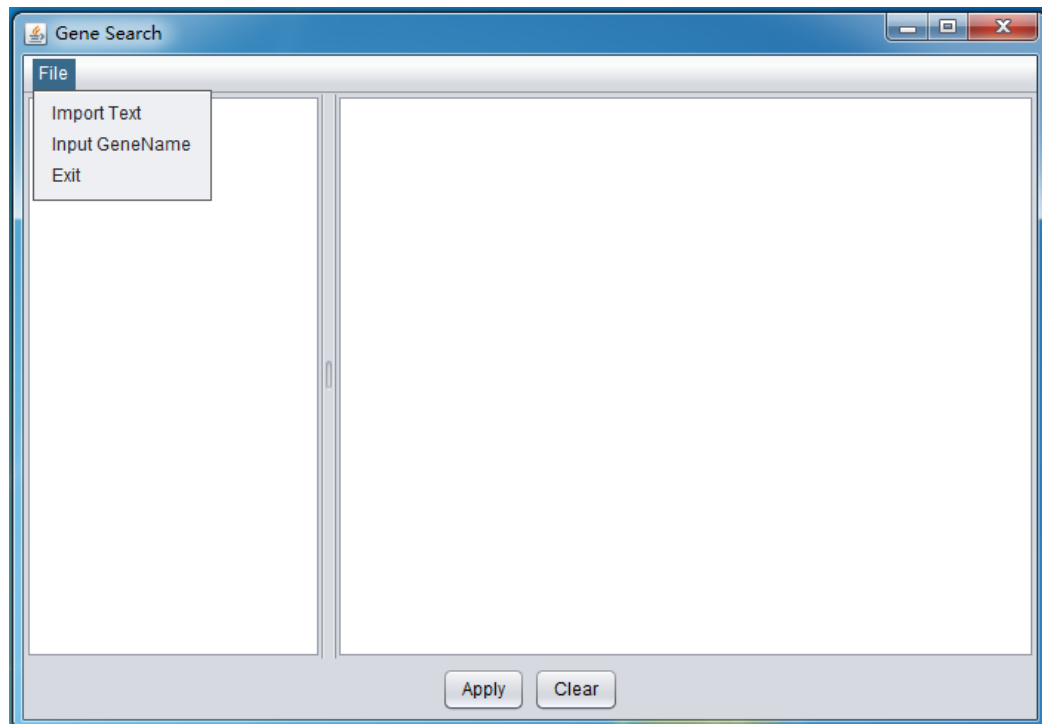 Gene Search
File
Import Text
Input GeneName
Exit
Apply Clear